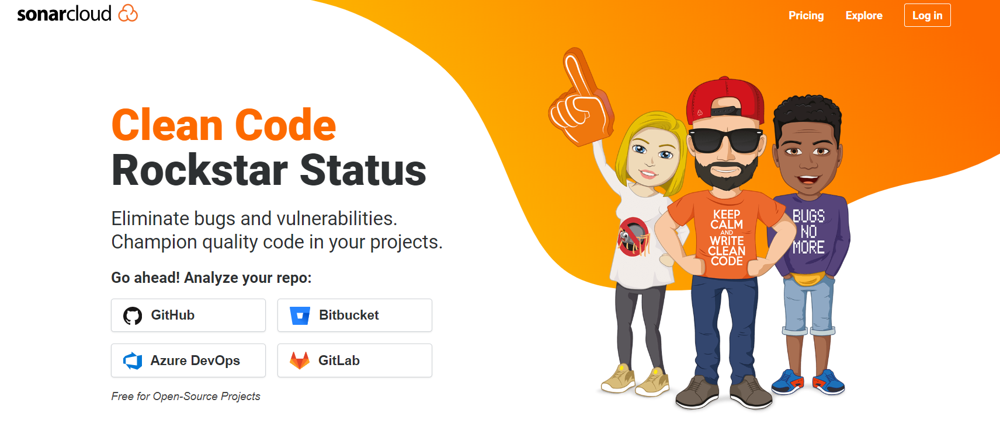 sonarcloud
Pricing
Explore
Log in
Clean Code
Rockstar Status
Eliminate bugs and vulnerabilities.
Champion quality code in your projects.
Go ahead! Analyze your repo:
GitHub
Bitbucket
Azure DevOps
GitLab
Free for Open-Source Projects
KEEP
CALM
AND
WRITE
CLEAN
CODE
BUGS
NO
MORE